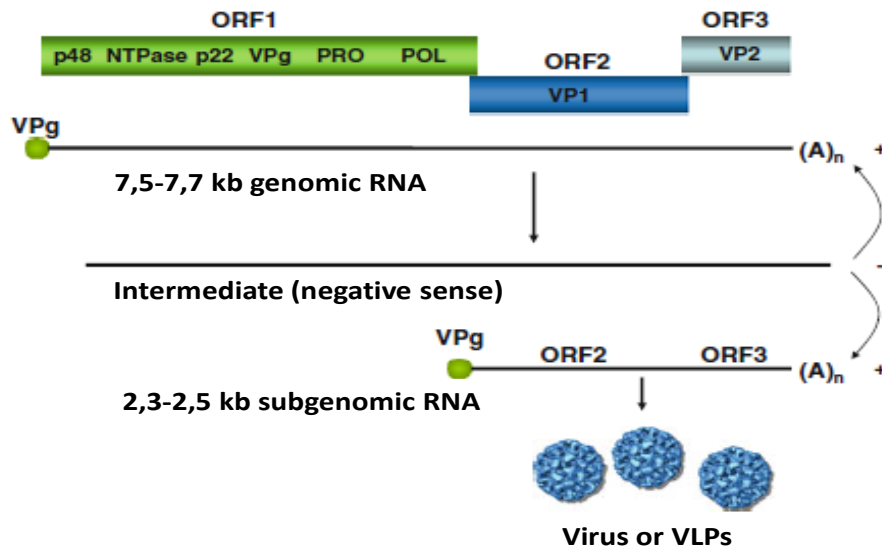 ORF1
ORF3
p48 NTPase p22 VPg PRO POL
VP2
ORF2
VP1
VPg
(A)n +
7,5-7,7 kb genomic RNA
-
Intermediate (negative sense)
VPg
ORF2 ORF3
(A)n +
2,3-2,5 kb subgenomic RNA
Virus or VLPs